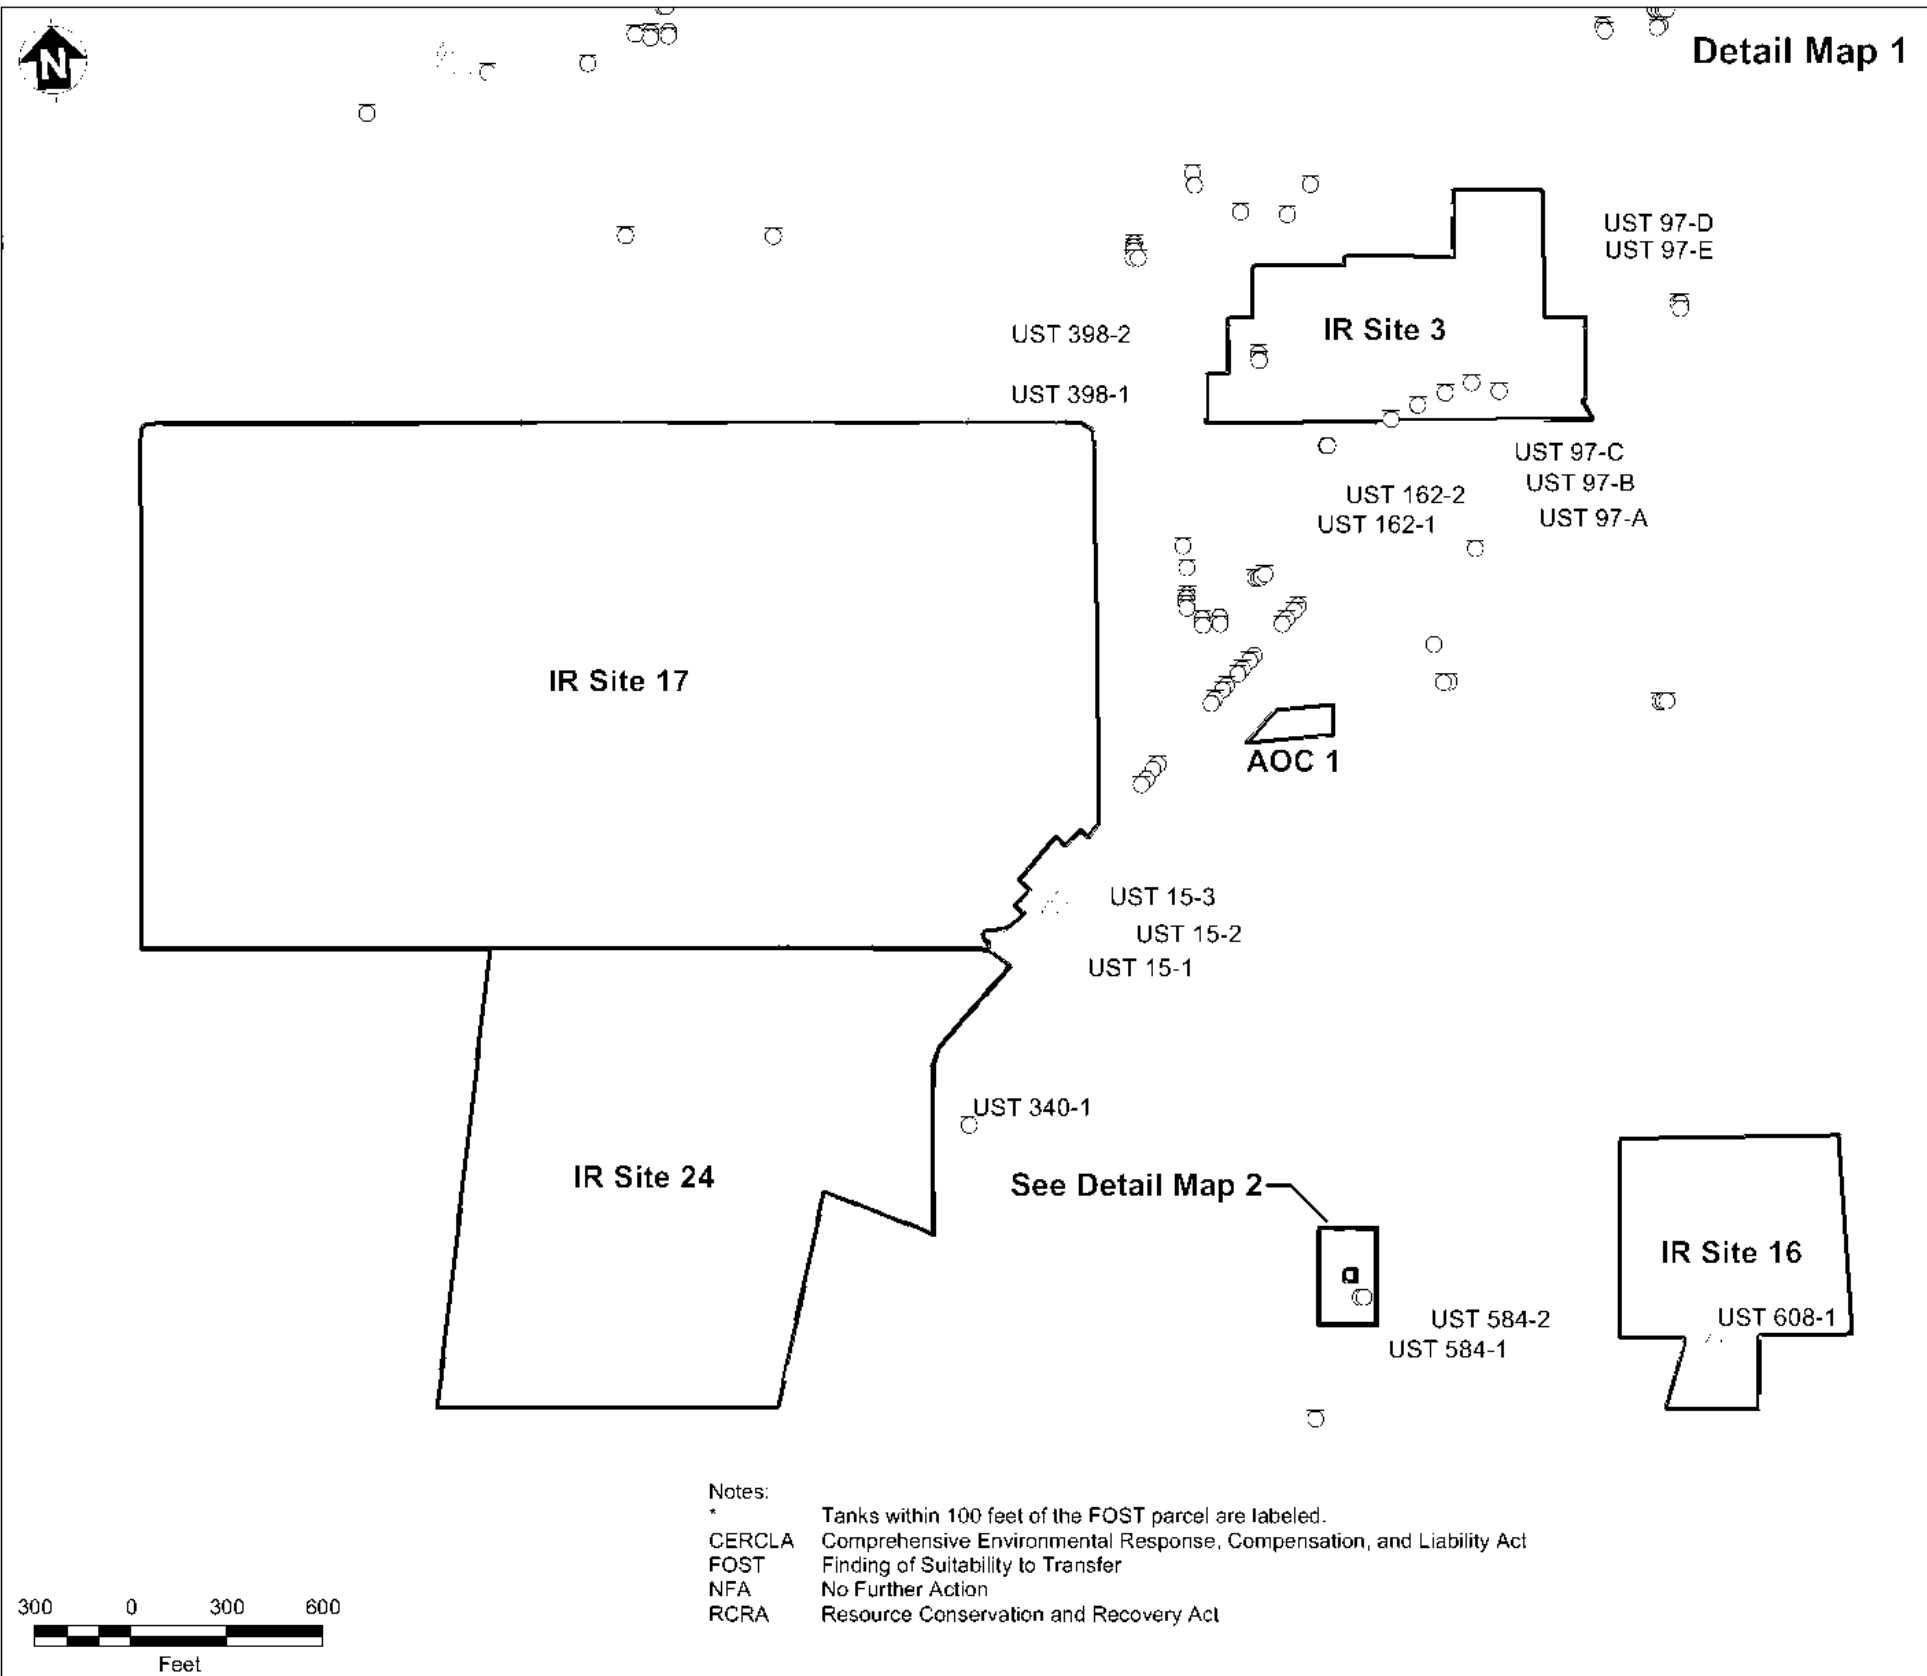 Detail Map 1
N
UST 97-D
UST 97-E
UST 398-2
IR Site 3
UST 398-1
UST 97-C
UST 97-B
UST 162-2
UST 97-A
UST 162-1
IR Site 17
AOC 1
UST 15-3
UST 15-2
UST 15-1
UST 340-1
IR Site 24
See Detail Map 2
IR Site 16
UST 608-1
UST 584-2
UST 584-1
Notes:
* Tanks within 100 feet of the FOST parcel are labeled.
CERCLA Comprehensive Environmental Response, Compensation, and Liability Act
FOST Finding of Suitability to Transfer
NFA No Further Action
RCRA Resource Conservation and Recovery Act
300 0 300 600
Feet